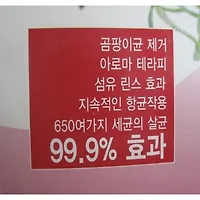 곰팡이균 제거
아로마 테라피
섬유 린스 효과
지속적인 항균작용
650여가지 세균의 살균
99.9% 효과